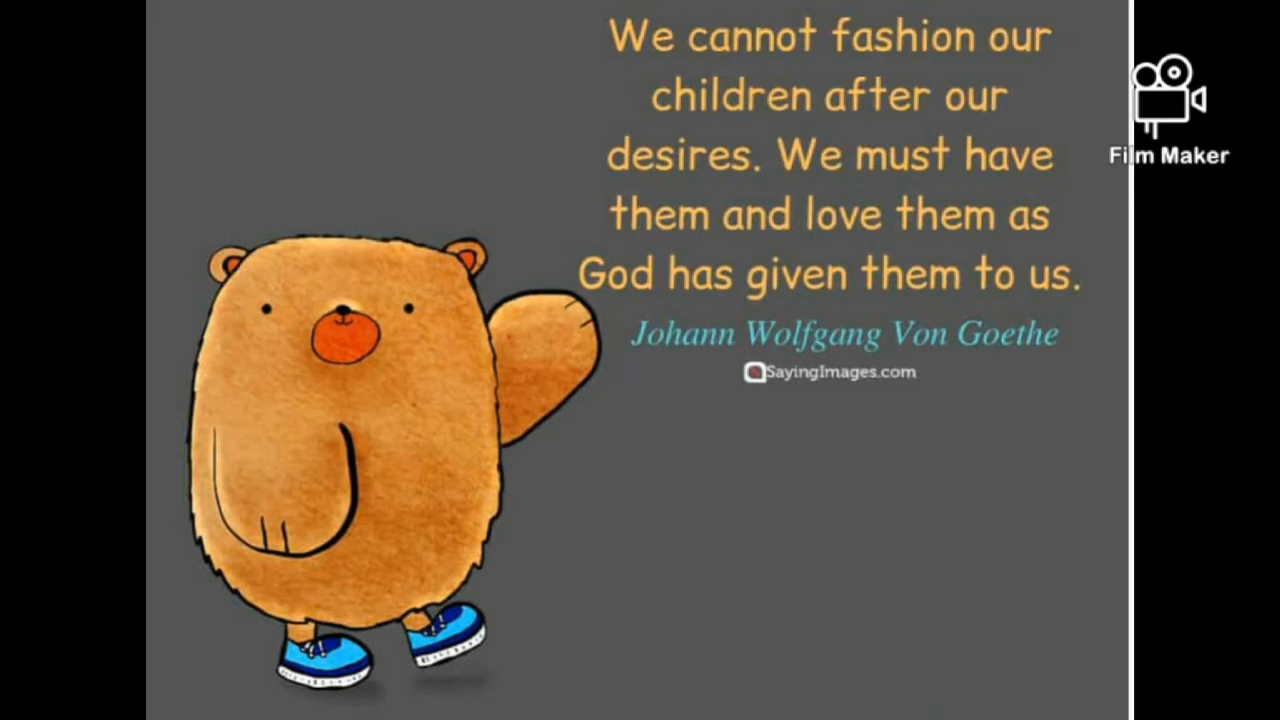 We cannot fashion our
children after our
desires. We must have
them and love them as
God has given them to us.
Johann Wolfgang Von Goethe
SayingImages.com
Film Maker